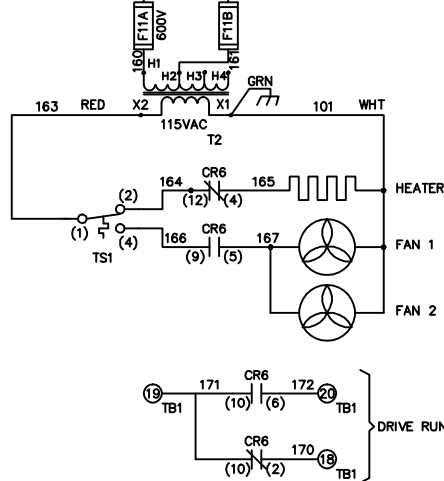 F11A
600V
F11B
160
161
H1
H2
H3
H4
GRN
163
RED
X2
X1
101
WHT
115VAC
T2
CR6
164
165
(12)
(4)
HEATER
(2)
(1)
(4)
TS1
CR6
166
167
(9)
(5)
FAN 1
FAN 2
CR6
19
171
172
20
TB1
(10)
(6)
TB1
DRIVE RUN
CR6
170
18
(10)
(2)
TB1